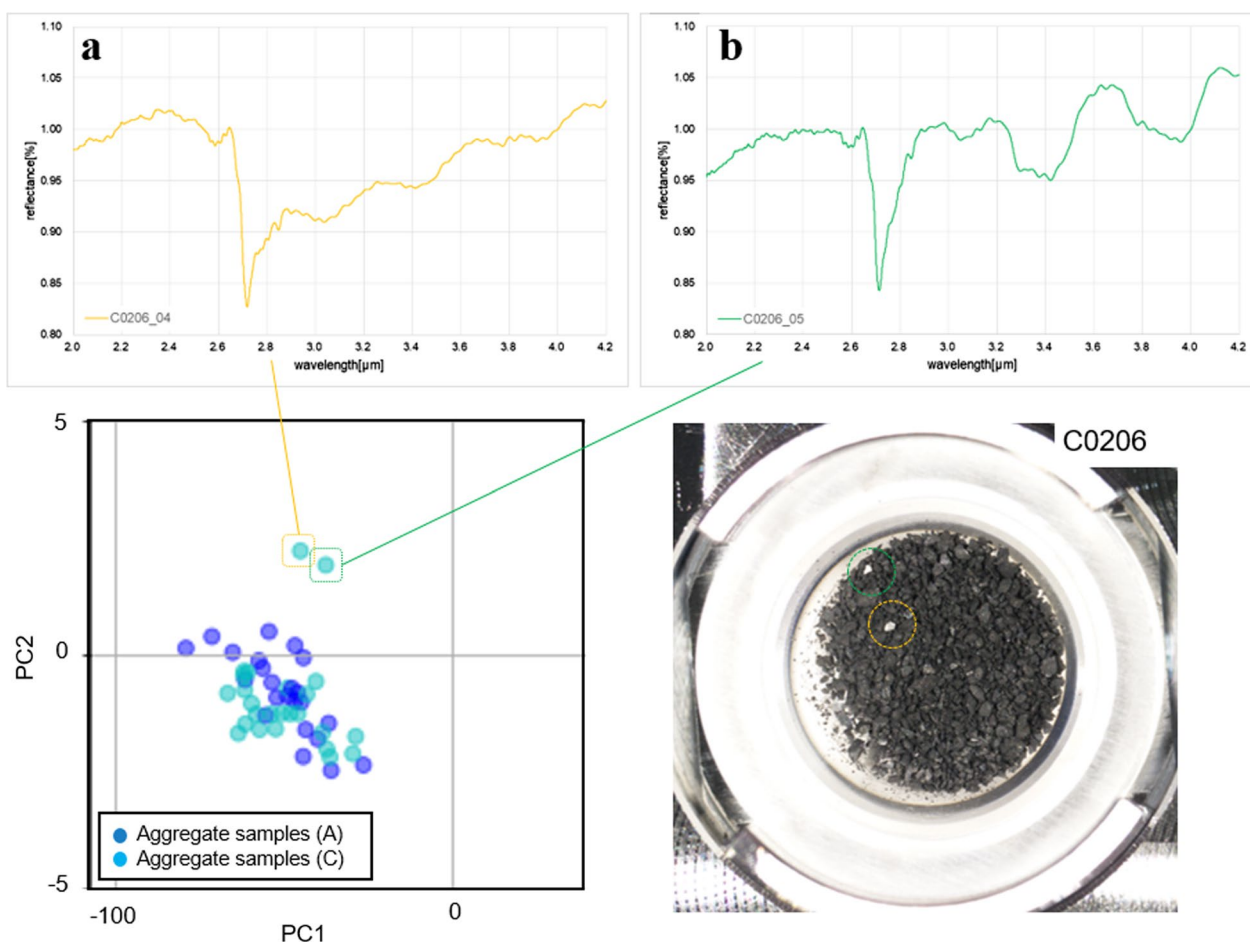 a
1.10
1.05
1.00
0.95
0.90
0.85
0.80
reflectance[%]
C0206_04
2.0 2.2 2.4 2.6 2.8 3.0 3.2 3.4 3.6 3.8 4.0 4.2
wavelength[µm]
b
1.10
1.05
1.00
0.95
0.90
0.85
0.80
reflectance[%]
C0206_05
2.0 2.2 2.4 2.6 2.8 3.0 3.2 3.4 3.6 3.8 4.0 4.2
wavelength[µm]
5
0
-5
PC2
Aggregate samples (A)
Aggregate samples (C)
-100 0
PC1
C0206